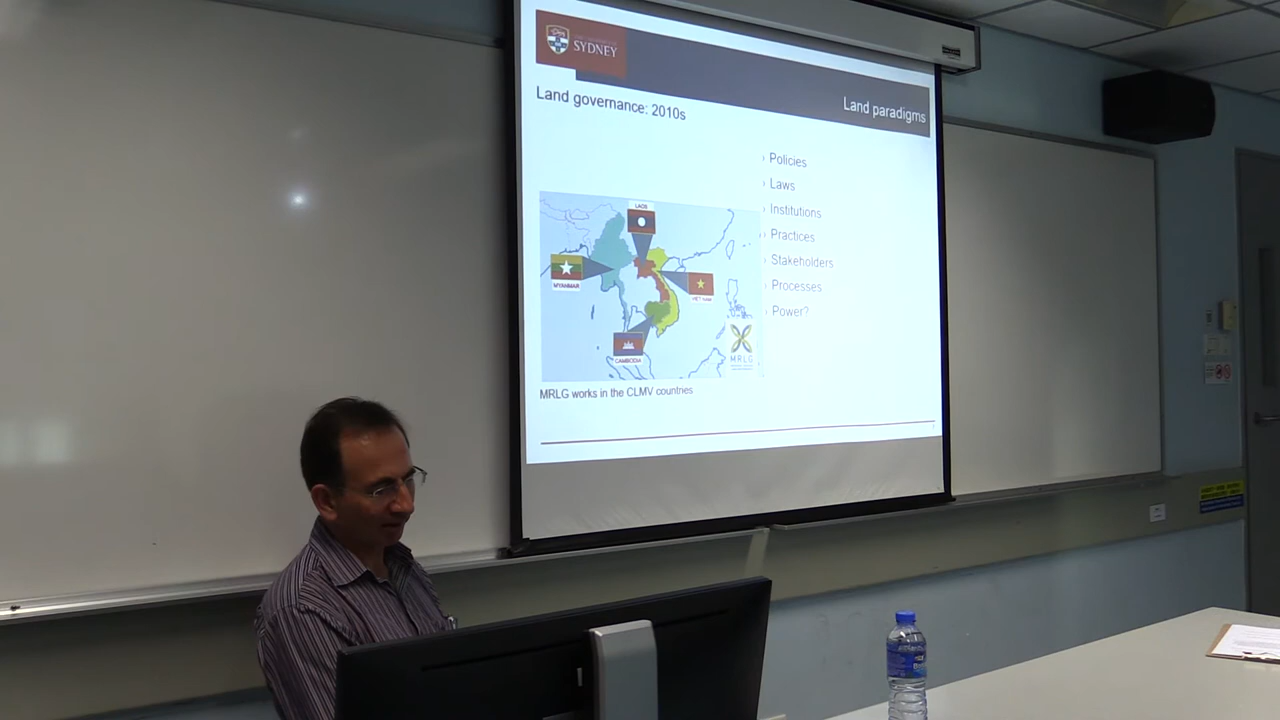 SYDNEY
Land paradigms
Land governance: 2010s
› Policies
› Laws
› Institutions
› Practices
› Stakeholders
› Processes
› Power?
LAOS
MYANMAR
VIET NAM
CAMBODIA
MRLG
MRLG works in the CLMV countries